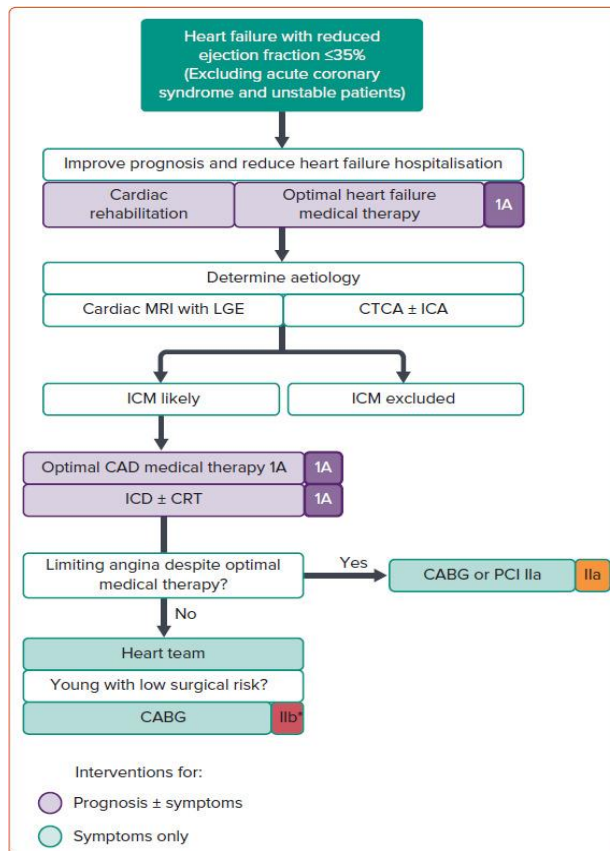 Heart failure with reduced
ejection fraction ≤35%
(Excluding acute coronary
syndrome and unstable patients)
Improve prognosis and reduce heart failure hospitalisation
Cardiac
rehabilitation
Optimal heart failure
medical therapy
1A
Determine aetiology
Cardiac MRI with LGE
CTCA ± ICA
ICM likely
ICM excluded
Optimal CAD medical therapy 1A
1A
ICD ± CRT
1A
Limiting angina despite optimal
medical therapy?
Yes
CABG or PCI IIa
IIa
No
Heart team
Young with low surgical risk?
CABG
IIb*
Interventions for:
Prognosis ± symptoms
Symptoms only